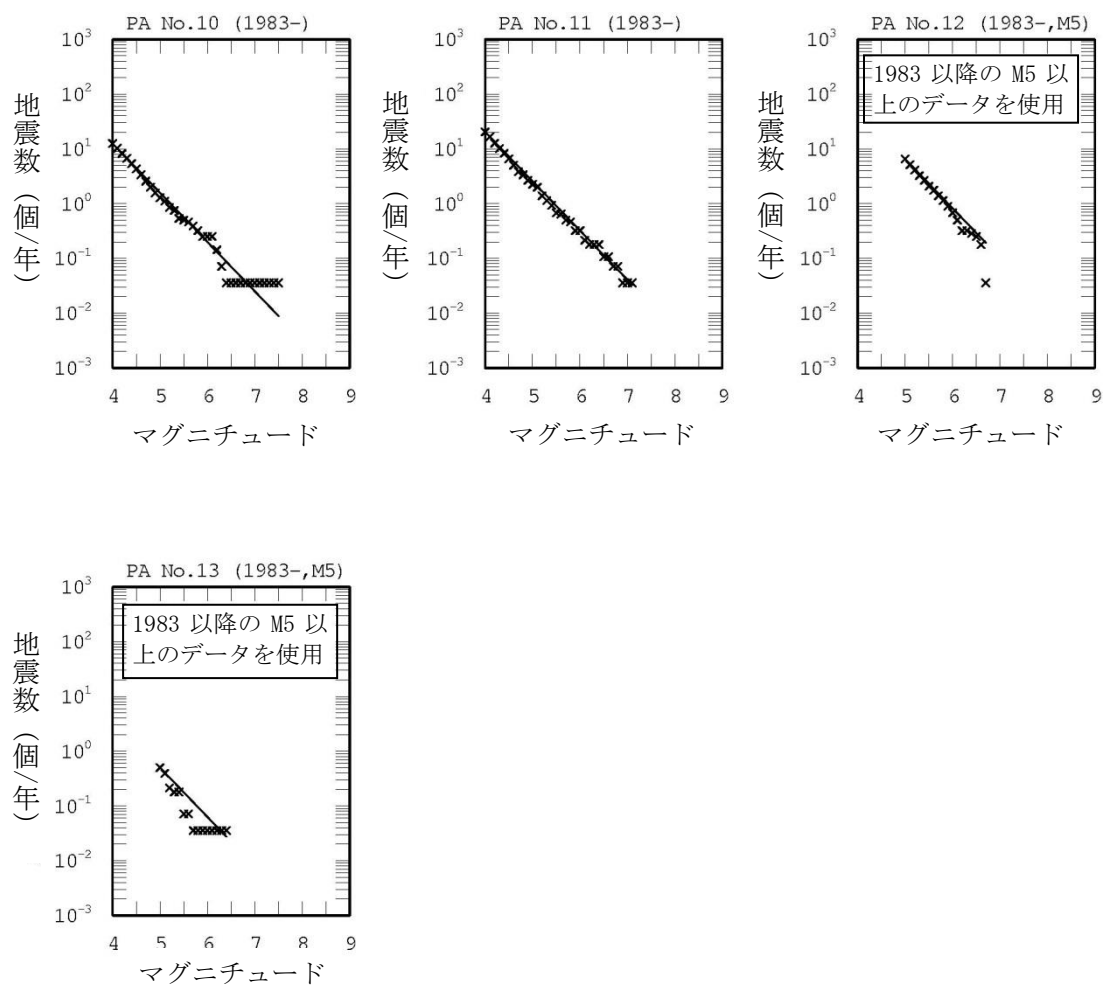 PA No.10 (1983-)
10³
10²
10¹
10⁰
10⁻¹
10⁻²
10⁻³
4 5 6 7 8 9
地震数（個/年）
マグニチュード
PA No.11 (1983-)
10³
10²
10¹
10⁰
10⁻¹
10⁻²
10⁻³
4 5 6 7 8 9
地震数（個/年）
マグニチュード
PA No.12 (1983-,M5)
1983 以降の M5 以
上のデータを使用
10³
10²
10¹
10⁰
10⁻¹
10⁻²
10⁻³
4 5 6 7 8 9
地震数（個/年）
マグニチュード
PA No.13 (1983-,M5)
1983 以降の M5 以
上のデータを使用
10³
10²
10¹
10⁰
10⁻¹
10⁻²
10⁻³
4 5 6 7 8 9
地震数（個/年）
マグニチュード